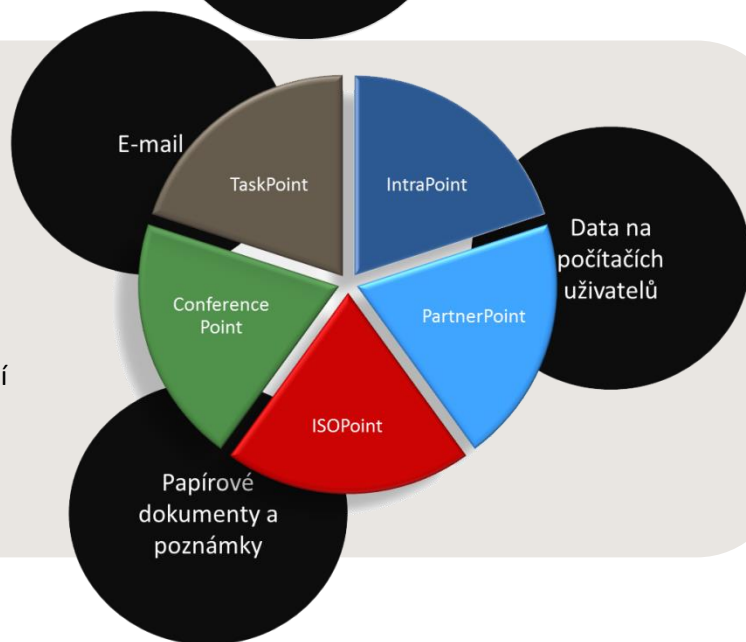 E-mail
TaskPoint
IntraPoint
Data na
počítačích
uživatelů
Conference
Point
PartnerPoint
í
ISOPoint
Papírové
dokumenty a
poznámky